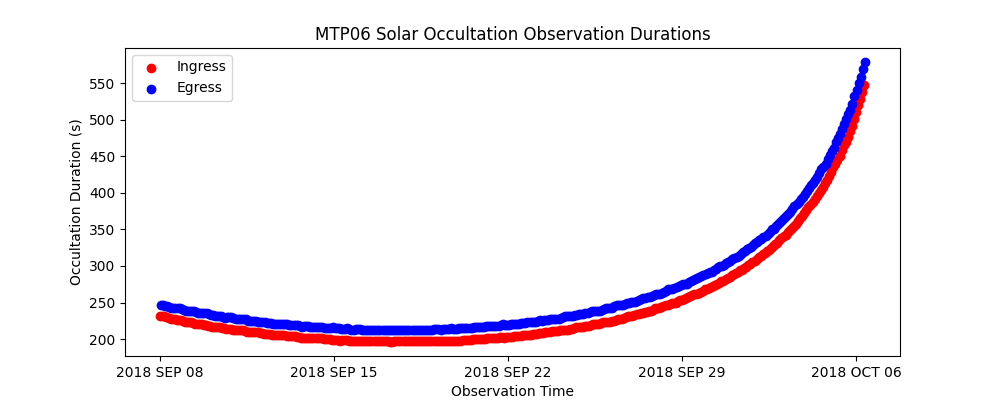 MTP06 Solar Occultation Observation Durations
Ingress
Egress
Occultation Duration (s)
550
500
450
400
350
300
250
200
2018 SEP 08
2018 SEP 15
2018 SEP 22
2018 SEP 29
2018 OCT 06
Observation Time